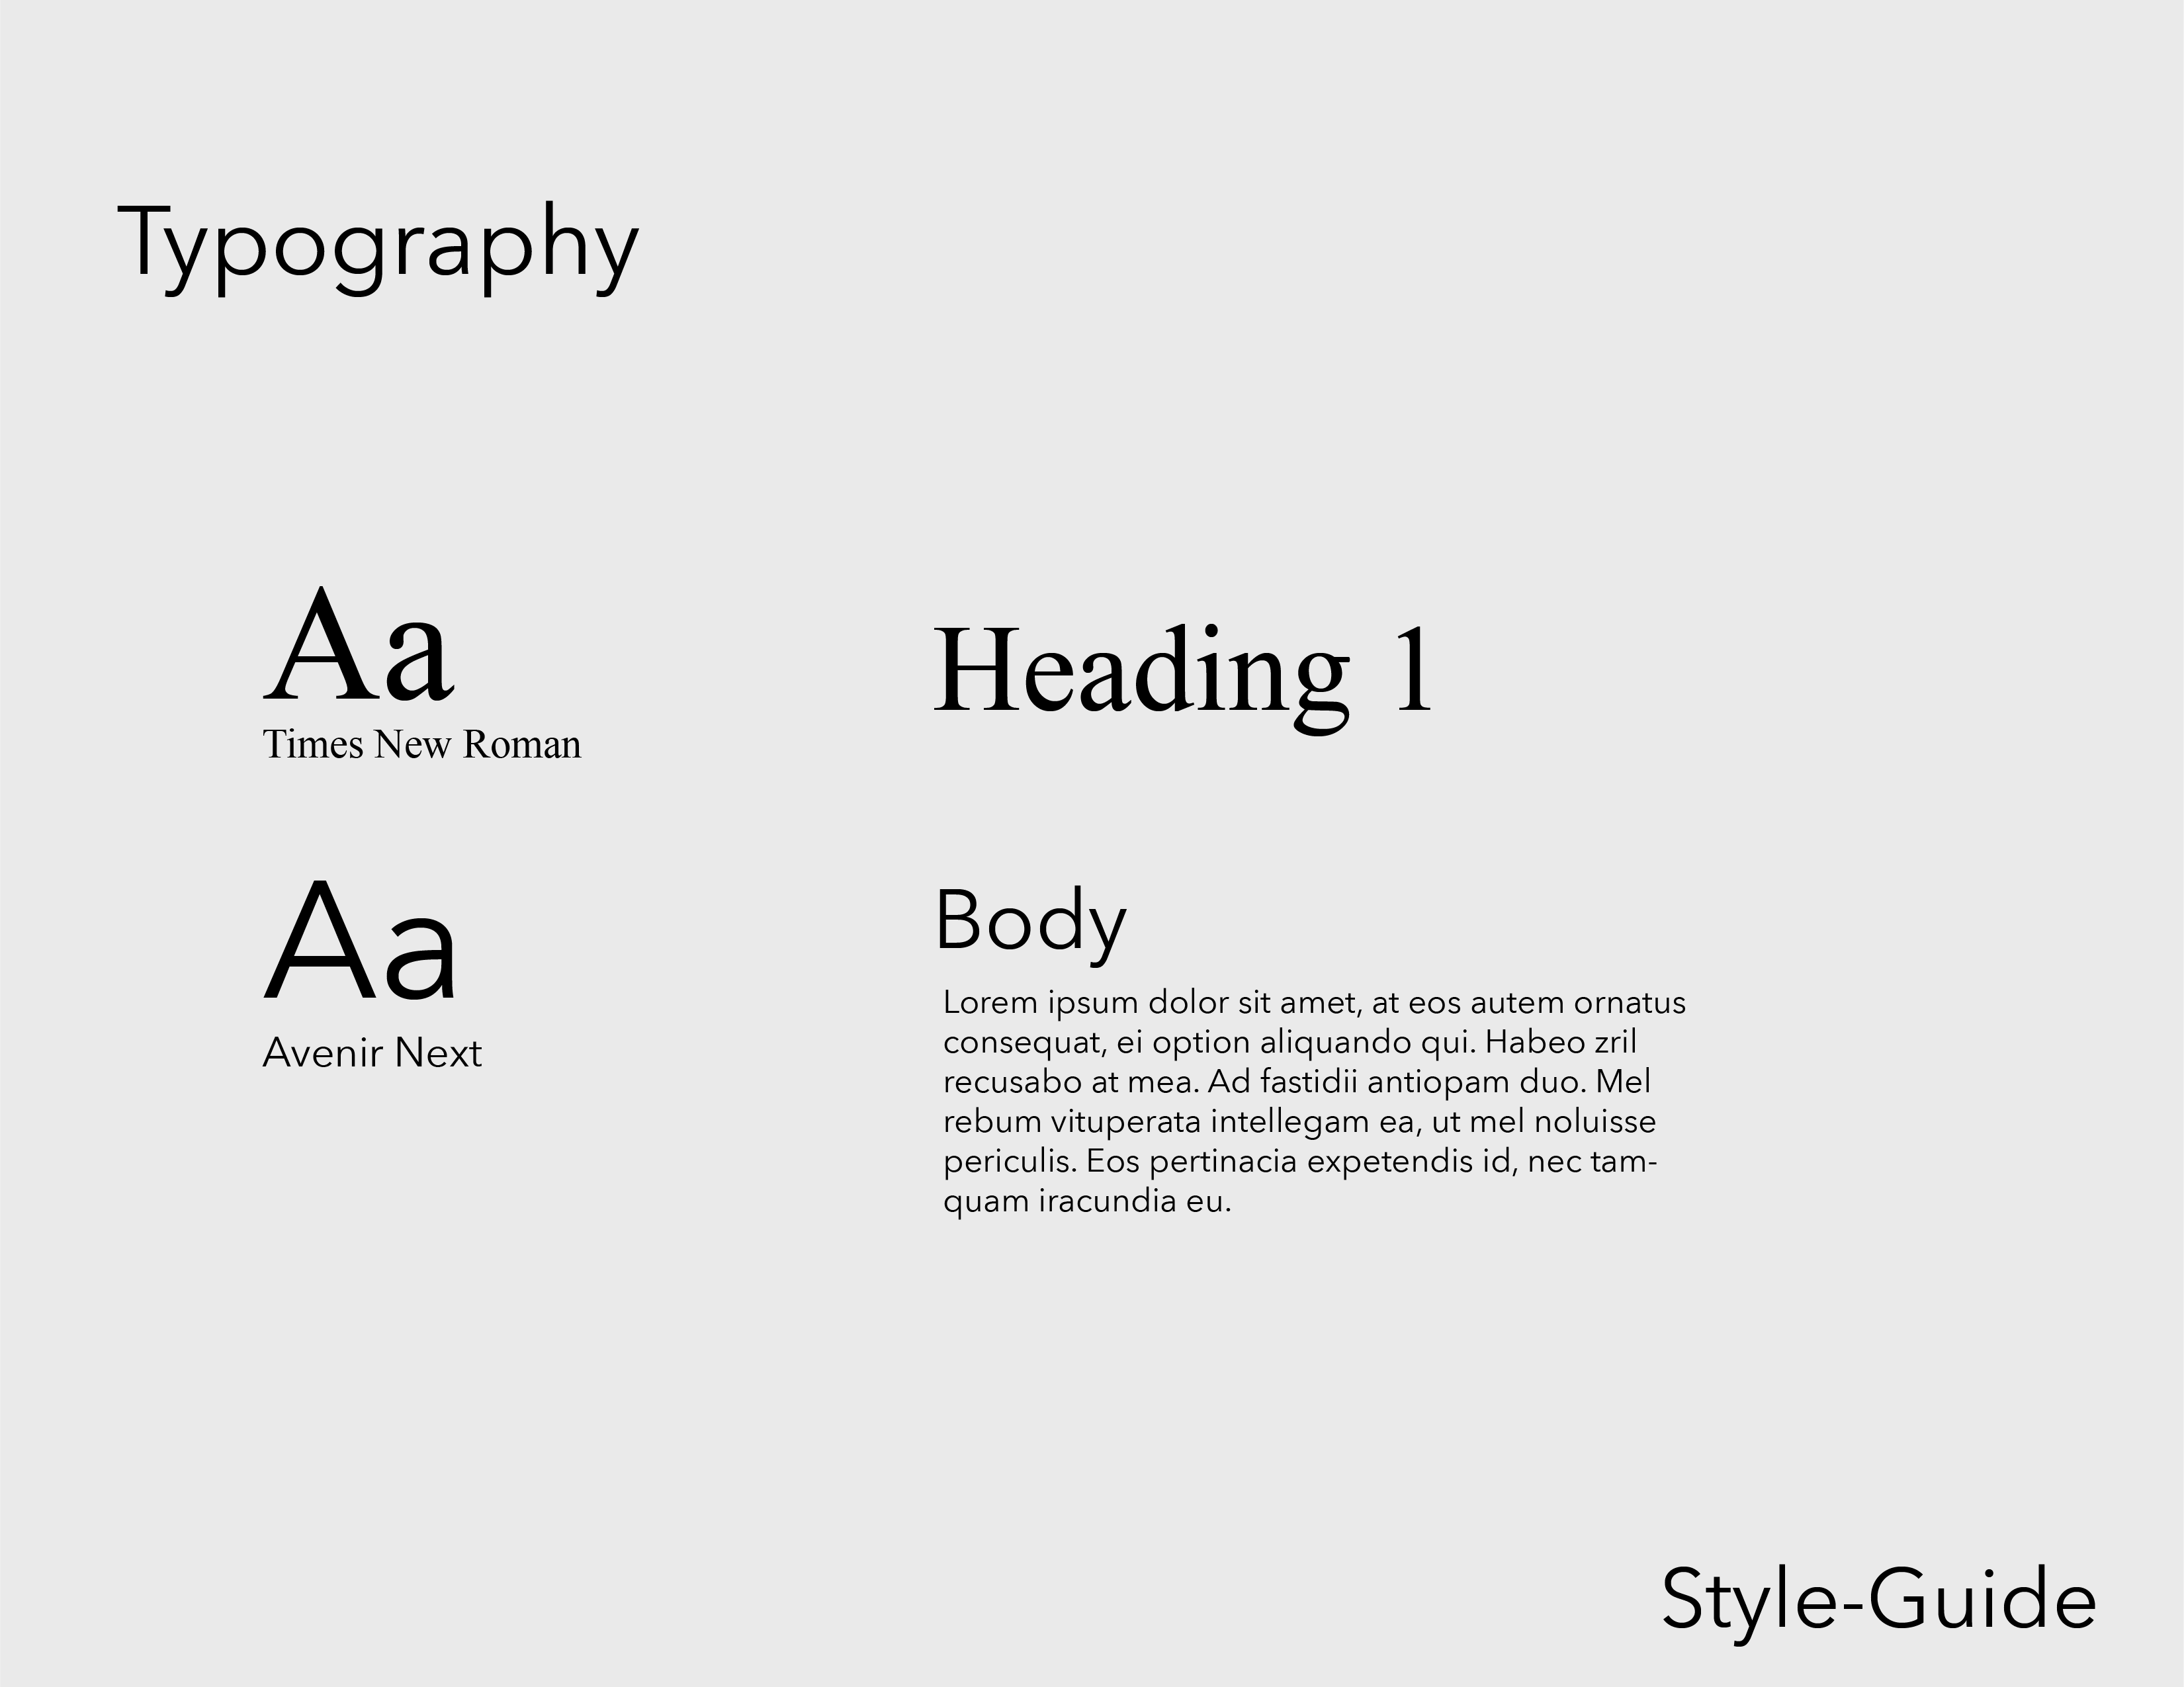 Typography
Aa
Times New Roman
Heading 1
Aa
Avenir Next
Body
Lorem ipsum dolor sit amet, at eos autem ornatus
consequat, ei option aliquando qui. Habeo zril
recusabo at mea. Ad fastidii antiopam duo. Mel
rebum vituperata intellegam ea, ut mel noluisse
periculis. Eos pertinacia expetendis id, nec tam-
quam iracundia eu.
Style-Guide